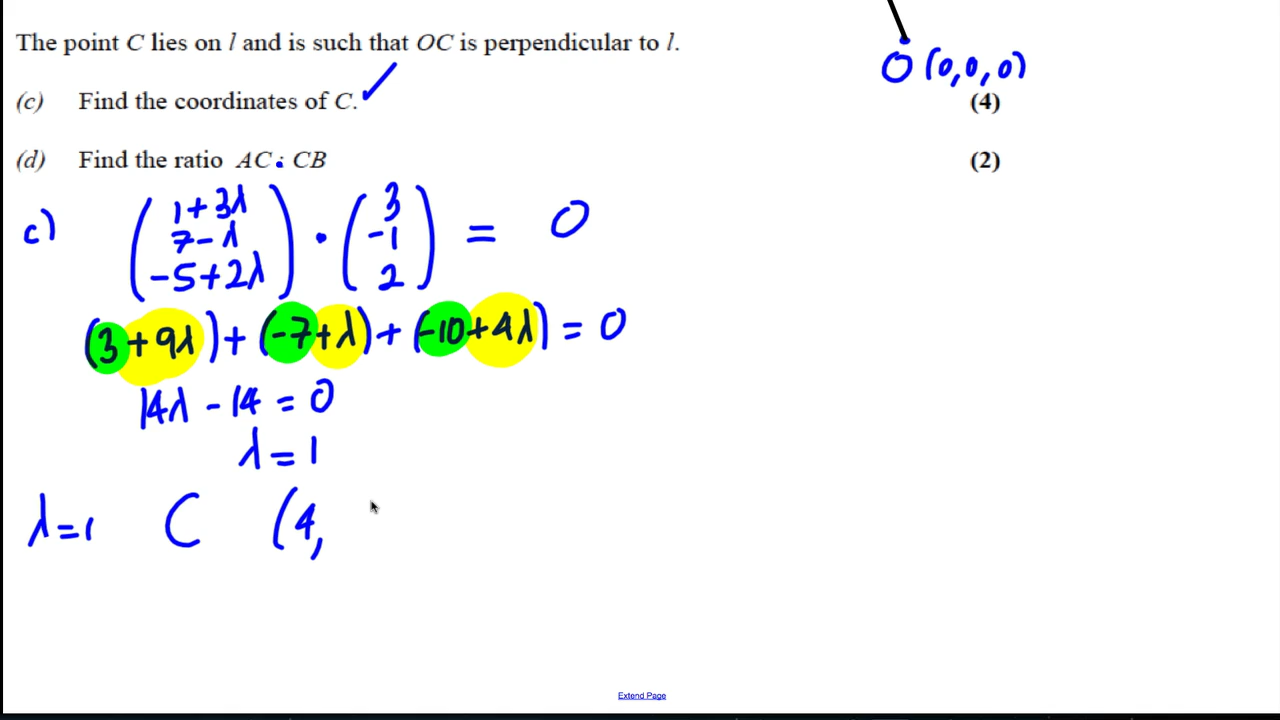 The point C lies on l and is such that OC is perpendicular to l.
O (0,0,0)
(c) Find the coordinates of C. ✓ (4)
(d) Find the ratio AC : CB (2)
c) (1+3λ, 7-λ, -5+2λ) · (3, -1, 2) = 0
(3+9λ)+(-7+λ)+(-10+4λ)=0
14λ - 14 = 0
λ = 1
λ=1 C (4,
Extend Page